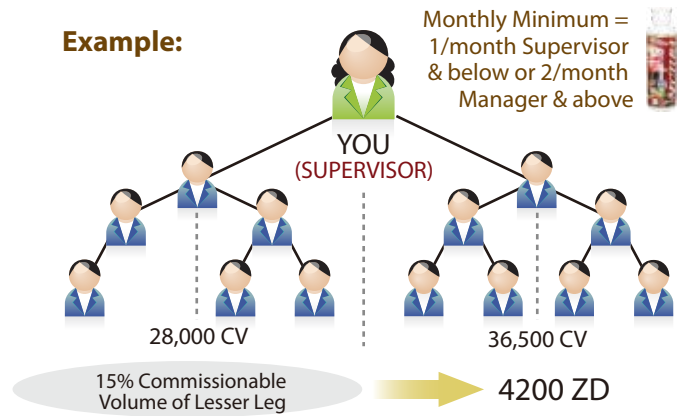 Example:
Monthly Minimum =
1/month Supervisor
& below or 2/month
Manager & above
YOU
(SUPERVISOR)
28,000 CV
36,500 CV
15% Commissionable
Volume of Lesser Leg
4200 ZD